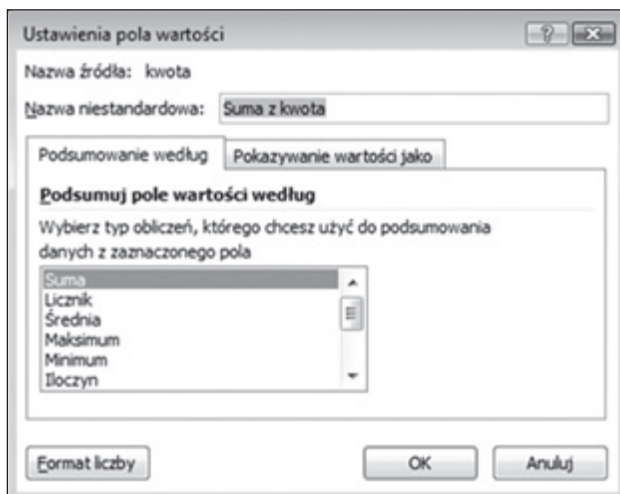 Ustawienia pola wartości
Nazwa źródła: kwota
Nazwa niestandardowa: Suma z kwota
Podsumowanie według Pokazywanie wartości jako
Podsumuj pole wartości według
Wybierz typ obliczeń, którego chcesz użyć do podsumowania
danych z zaznaczonego pola
Suma
Licznik
Średnia
Maksimum
Minimum
Iloczyn
Format liczby OK Anuluj